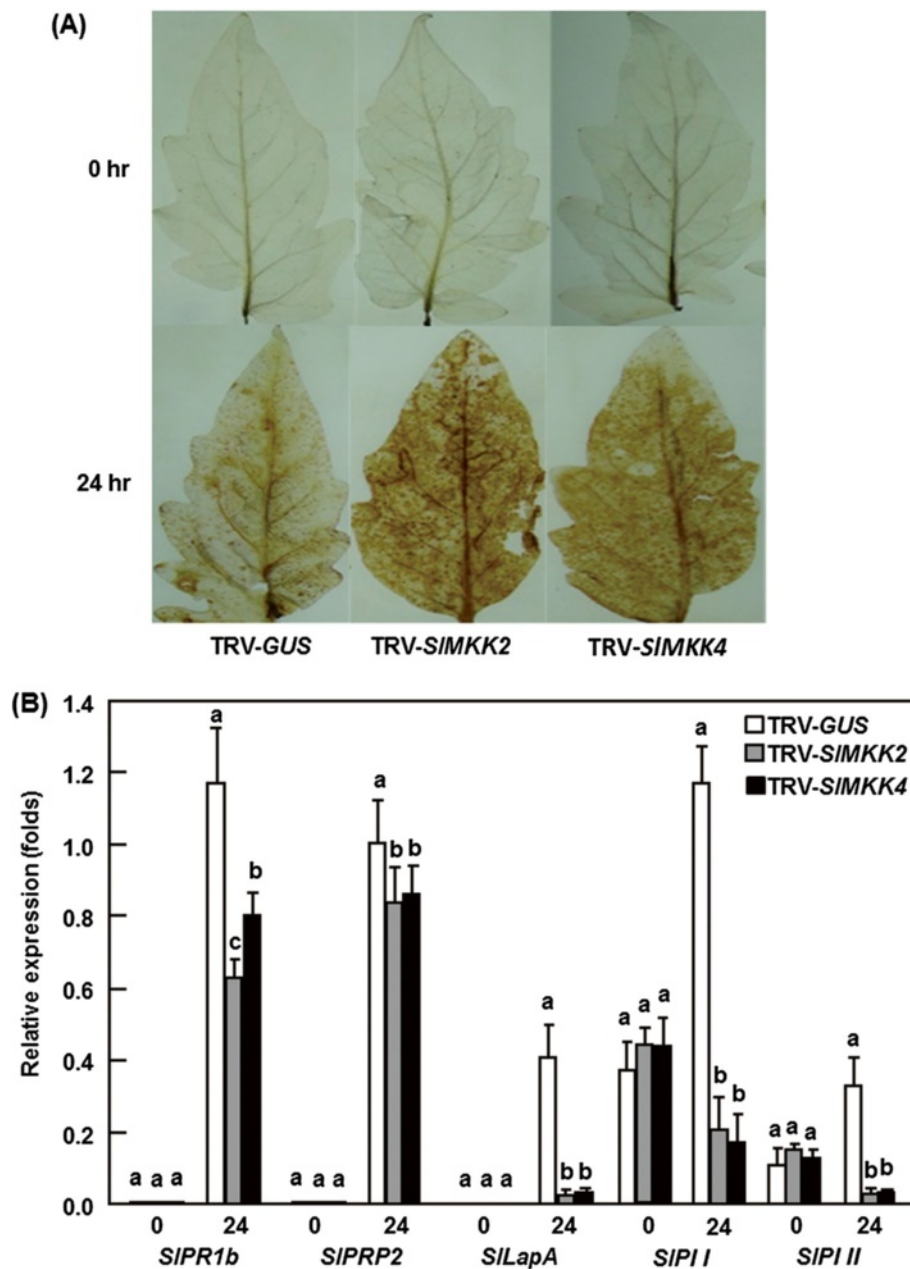 (A)
0 hr
24 hr
TRV-GUS TRV-SlMKK2 TRV-SlMKK4
(B)
Relative expression (folds)
1.4
1.2
1.0
0.8
0.6
0.4
0.2
0.0
TRV-GUS
TRV-SlMKK2
TRV-SlMKK4
a a a a c b a a a a b b a a a a b b a a a a b b a a a a b b
0 24 0 24 0 24 0 24 0 24
SlPR1b SlPRP2 SlLapA SlPI I SlPI II